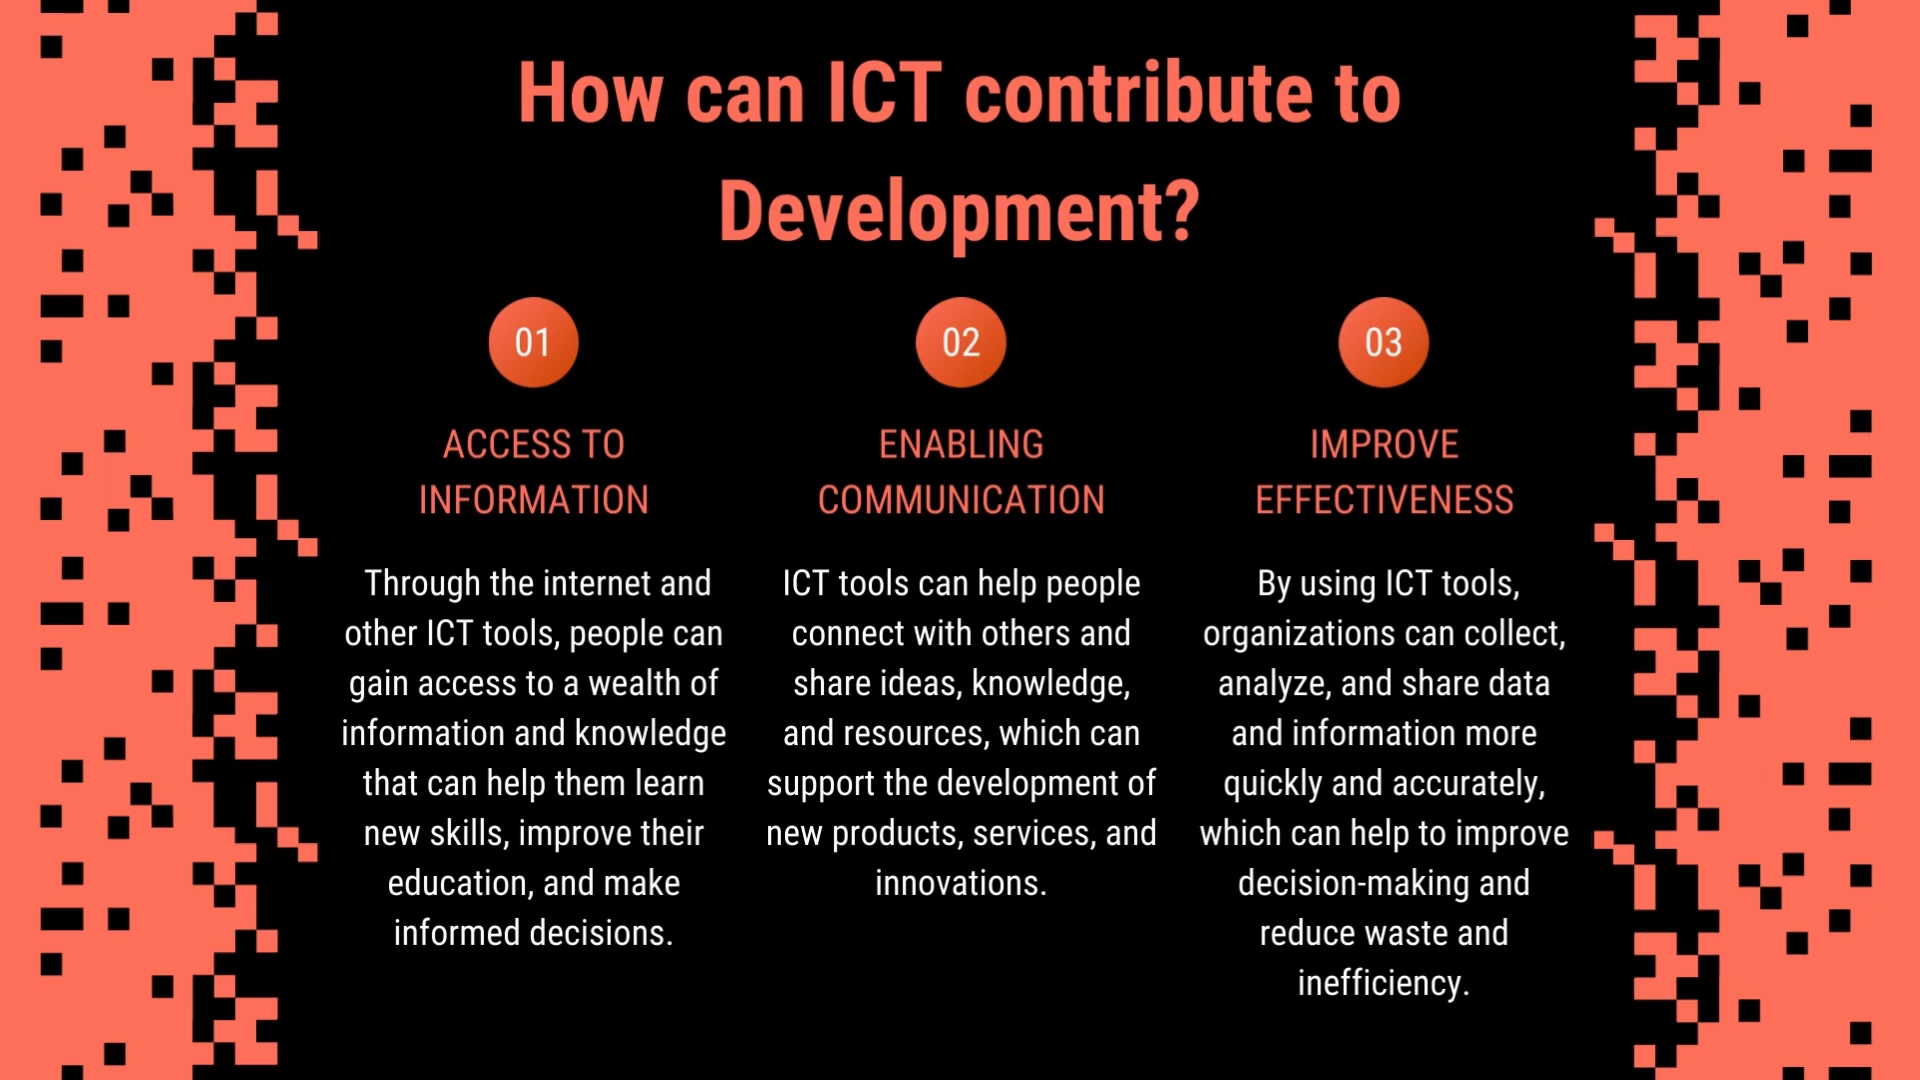 How can ICT contribute to
Development?
01
ACCESS TO
INFORMATION
Through the internet and
other ICT tools, people can
gain access to a wealth of
information and knowledge
that can help them learn
new skills, improve their
education, and make
informed decisions.
02
ENABLING
COMMUNICATION
ICT tools can help people
connect with others and
share ideas, knowledge,
and resources, which can
support the development of
new products, services, and
innovations.
03
IMPROVE
EFFECTIVENESS
By using ICT tools,
organizations can collect,
analyze, and share data
and information more
quickly and accurately,
which can help to improve
decision-making and
reduce waste and
inefficiency.